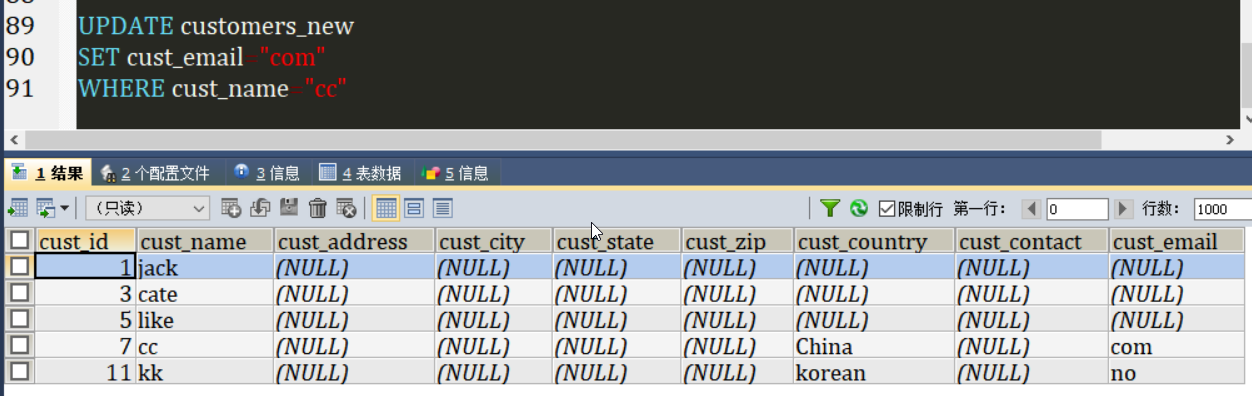 88
89 UPDATE customers_new
90 SET cust_email="com"
91 WHERE cust_name="cc"
1 结果 2 个配置文件 3 信息 4 表数据 5 信息
（只读） 限制行 第一行： 0 行数： 1000
cust_id cust_name cust_address cust_city cust_state cust_zip cust_country cust_contact cust_email
1 jack (NULL) (NULL) (NULL) (NULL) (NULL) (NULL) (NULL)
3 cate (NULL) (NULL) (NULL) (NULL) (NULL) (NULL) (NULL)
5 like (NULL) (NULL) (NULL) (NULL) (NULL) (NULL) (NULL)
7 cc (NULL) (NULL) (NULL) (NULL) China (NULL) com
11 kk (NULL) (NULL) (NULL) (NULL) korean (NULL) no